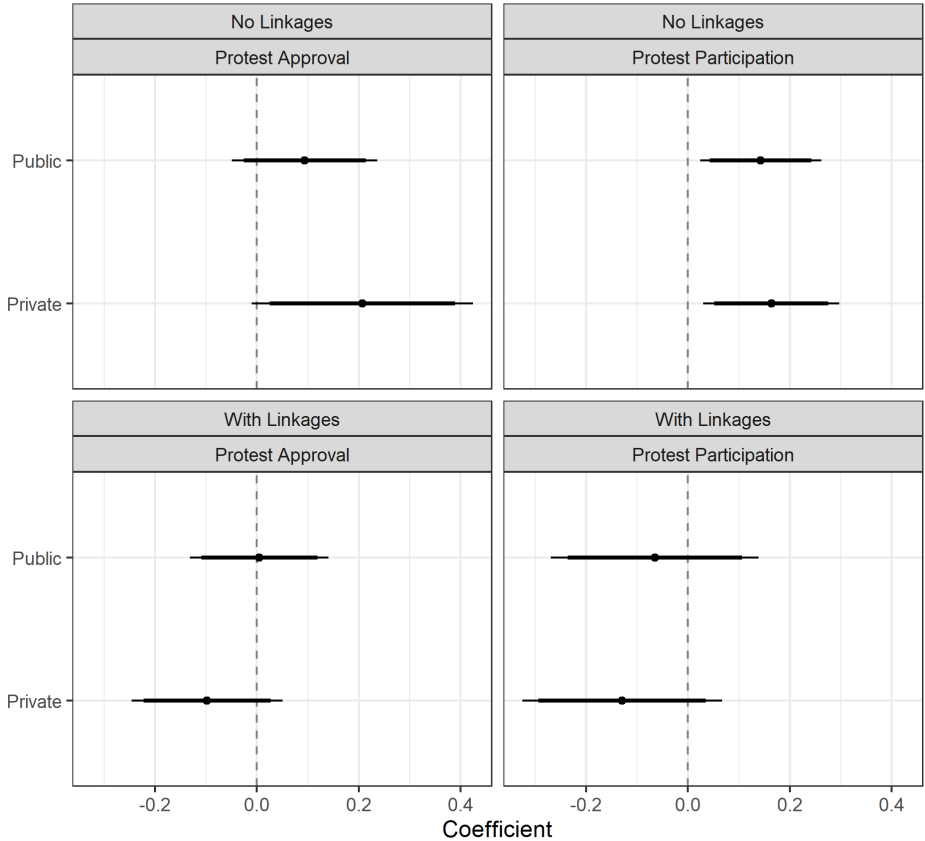 No Linkages
No Linkages
Protest Approval
Protest Participation
Public
Private
With Linkages
With Linkages
Protest Approval
Protest Participation
Public
Private
-0.2 0.0 0.2 0.4 -0.2 0.0 0.2 0.4
Coefficient